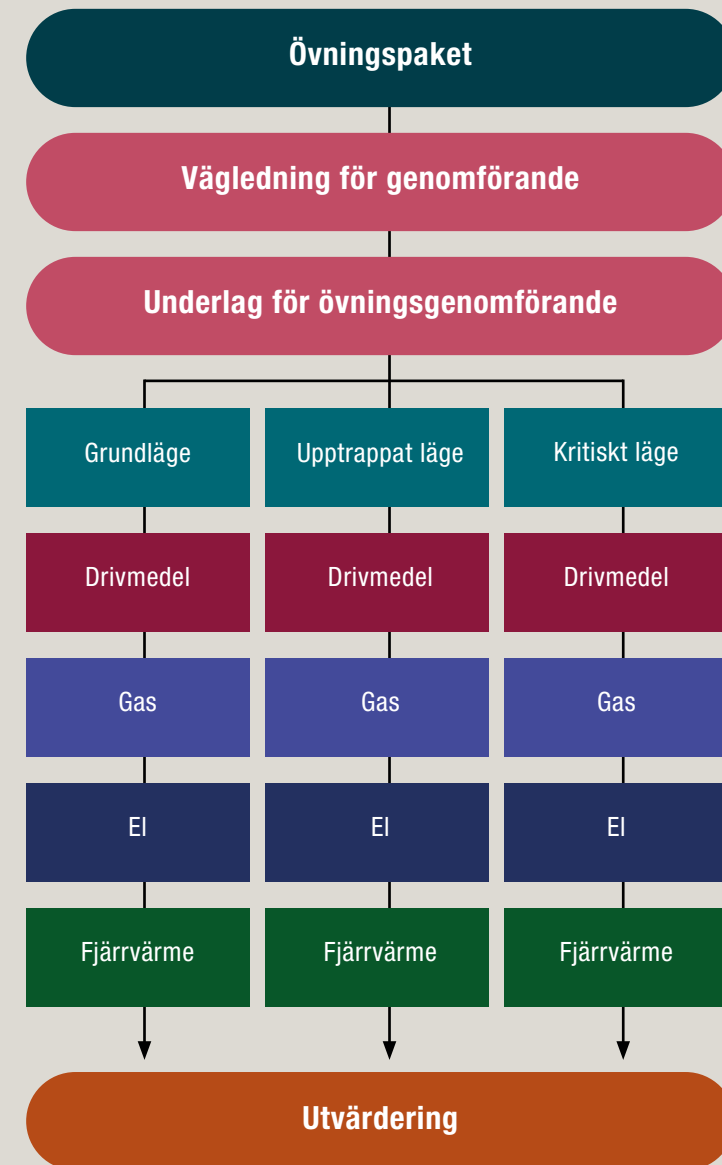 Övningspaket
Vägledning för genomförande
Underlag för övningsgenomförande
Grundläge
Upptrappat läge
Kritiskt läge
Drivmedel
Drivmedel
Drivmedel
Gas
Gas
Gas
El
El
El
Fjärrvärme
Fjärrvärme
Fjärrvärme
Utvärdering